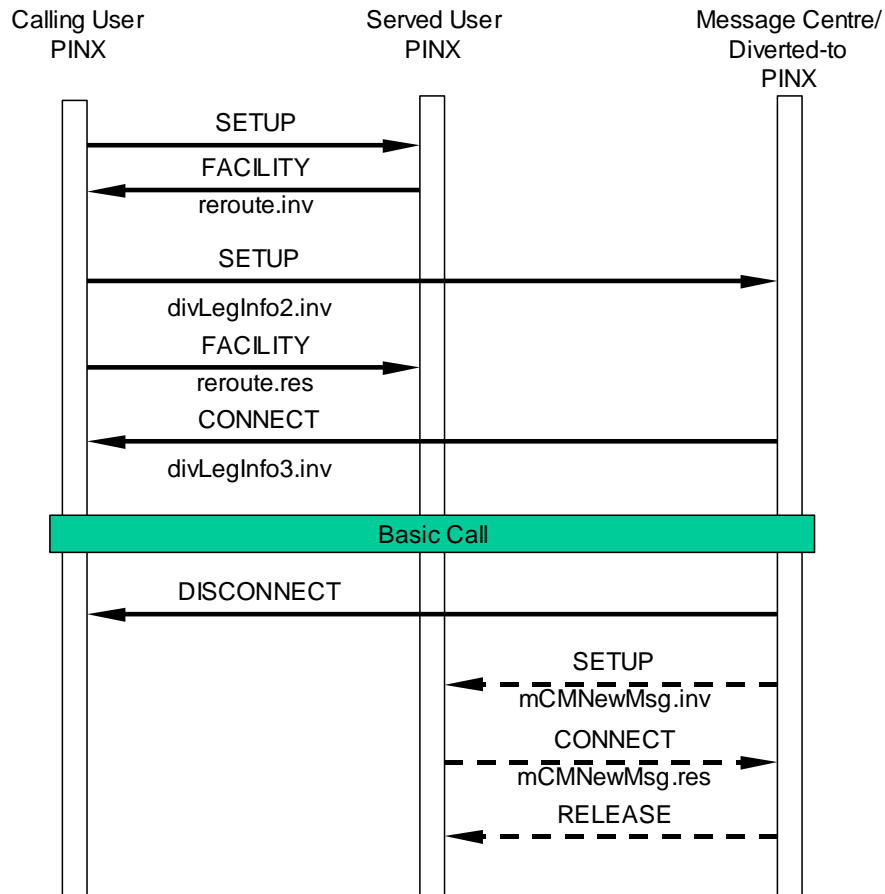 Calling User
PINX
Served User
PINX
Message Centre/
Diverted-to
PINX
SETUP
FACILITY
reroute.inv
SETUP
divLegInfo2.inv
FACILITY
reroute.res
CONNECT
divLegInfo3.inv
Basic Call
DISCONNECT
SETUP
mCMNewMsg.inv
CONNECT
mCMNewMsg.res
RELEASE